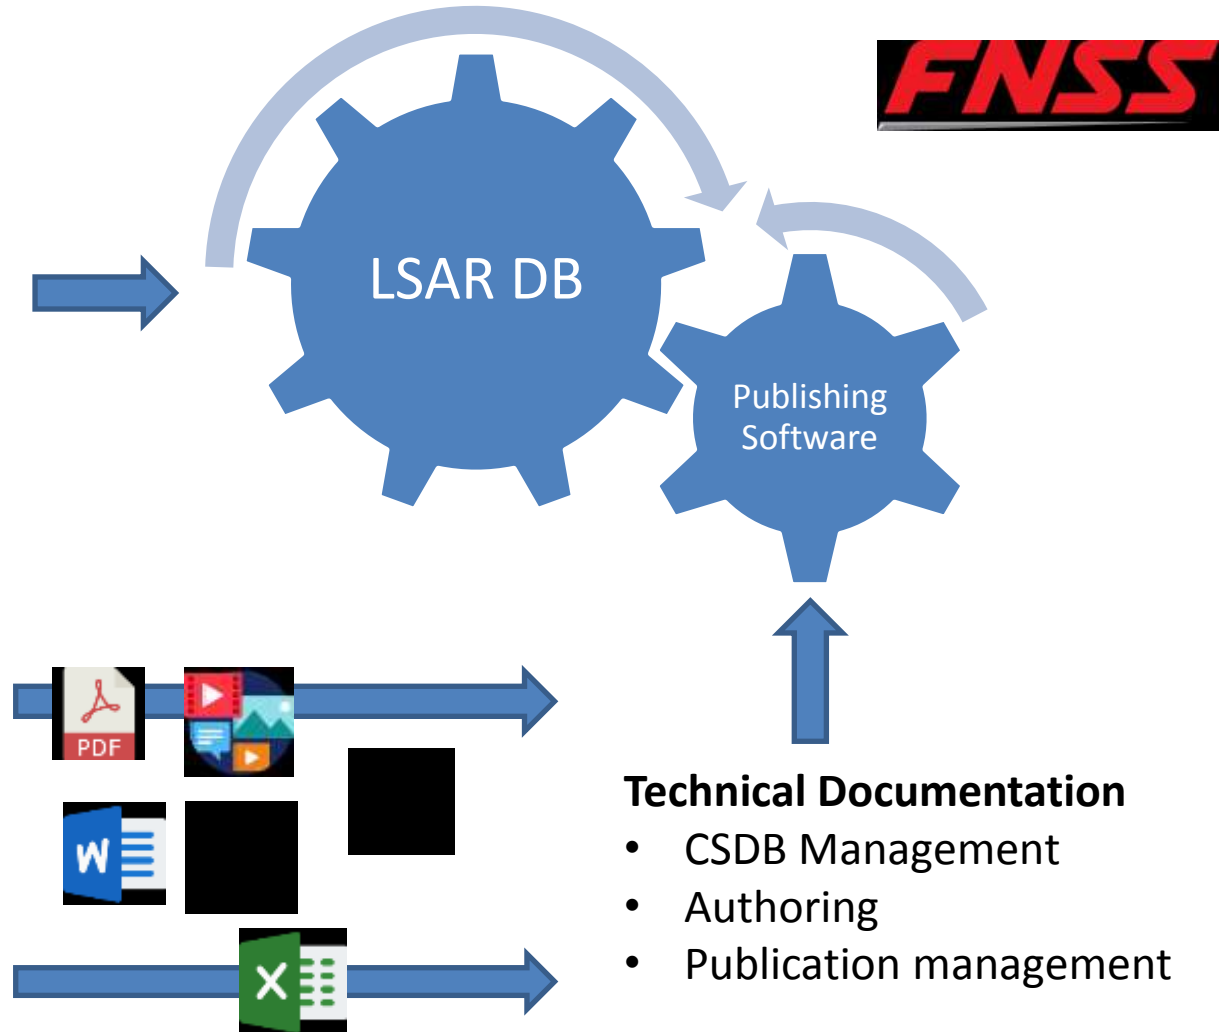 FNSS
LSAR DB
Publishing
Software
PDF
W
X
Technical Documentation
• CSDB Management
• Authoring
• Publication management